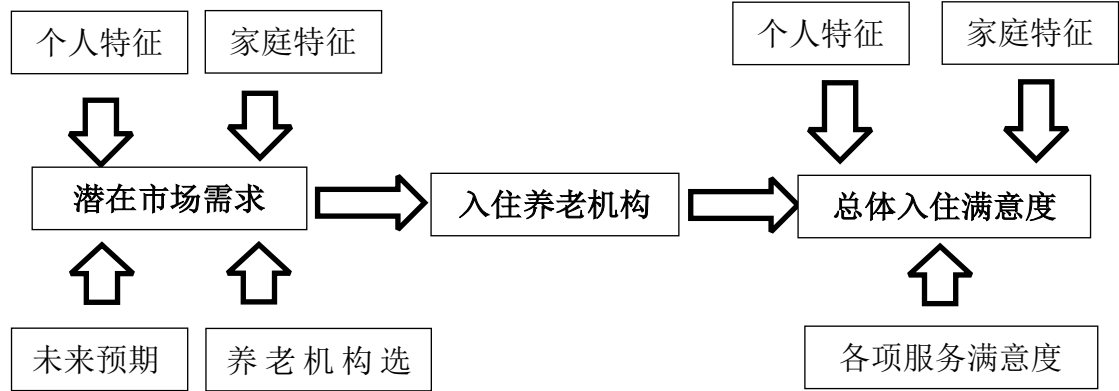 个人特征
家庭特征
个人特征
家庭特征
潜在市场需求
入住养老机构
总体入住满意度
未来预期
养老机构选
各项服务满意度